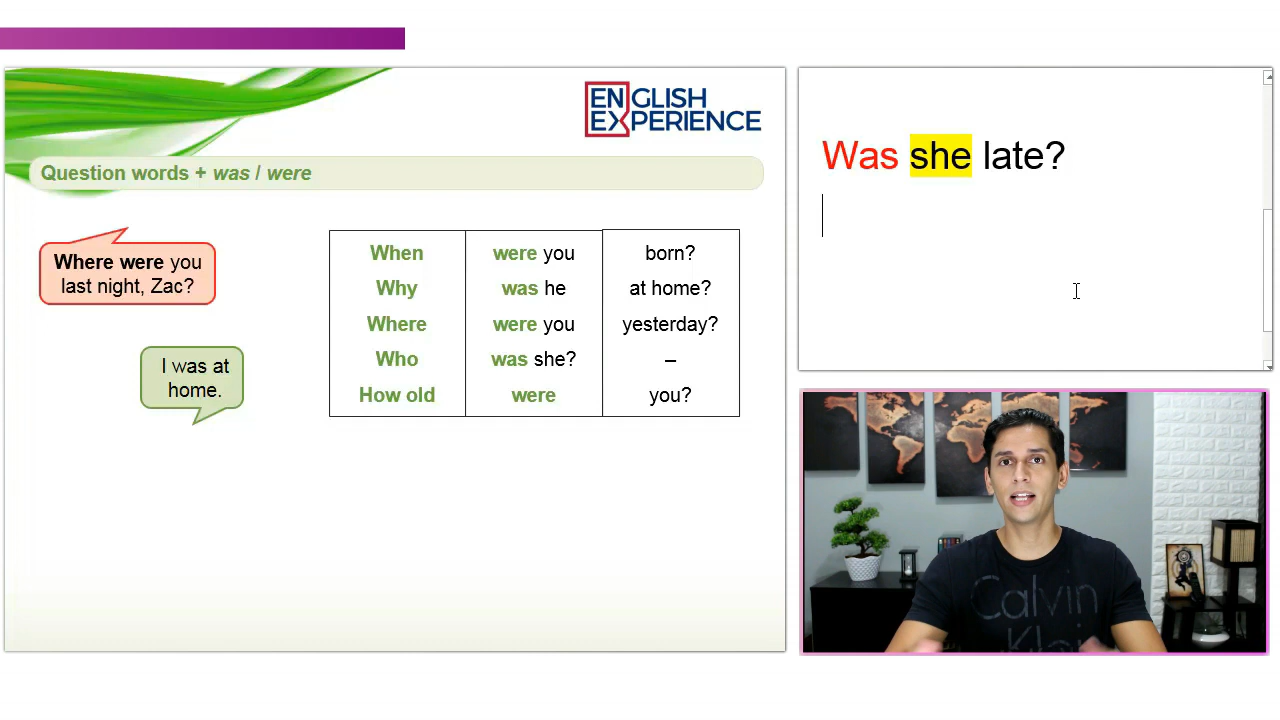 ENGLISH
EXPERIENCE
Question words + was / were
Where were you
last night, Zac?
I was at
home.
When were you born?
Why was he at home?
Where were you yesterday?
Who was she? –
How old were you?
Was she late?
Calvin
Klein